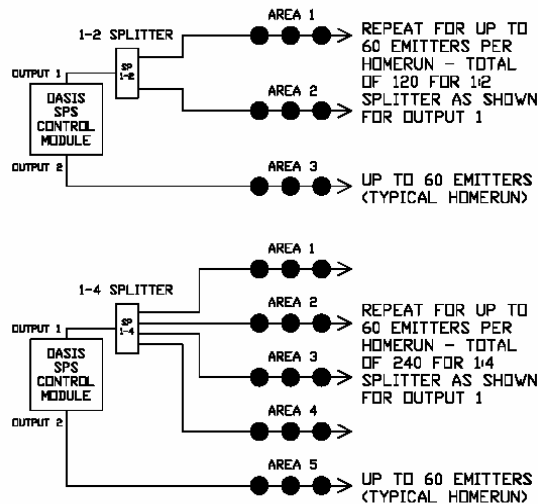 AREA 1
1-2 SPLITTER
SP
1-2
OUTPUT 1
OASIS
SPS
CONTROL
MODULE
OUTPUT 2
AREA 2
REPEAT FOR UP TO
60 EMITTERS PER
HOMERUN - TOTAL
OF 120 FOR 1:2
SPLITTER AS SHOWN
FOR OUTPUT 1
AREA 3
UP TO 60 EMITTERS
(TYPICAL HOMERUN)
AREA 1
1-4 SPLITTER
SP
1-4
OUTPUT 1
OASIS
SPS
CONTROL
MODULE
OUTPUT 2
AREA 2
AREA 3
AREA 4
REPEAT FOR UP TO
60 EMITTERS PER
HOMERUN - TOTAL
OF 240 FOR 1:4
SPLITTER AS SHOWN
FOR OUTPUT 1
AREA 5
UP TO 60 EMITTERS
(TYPICAL HOMERUN)